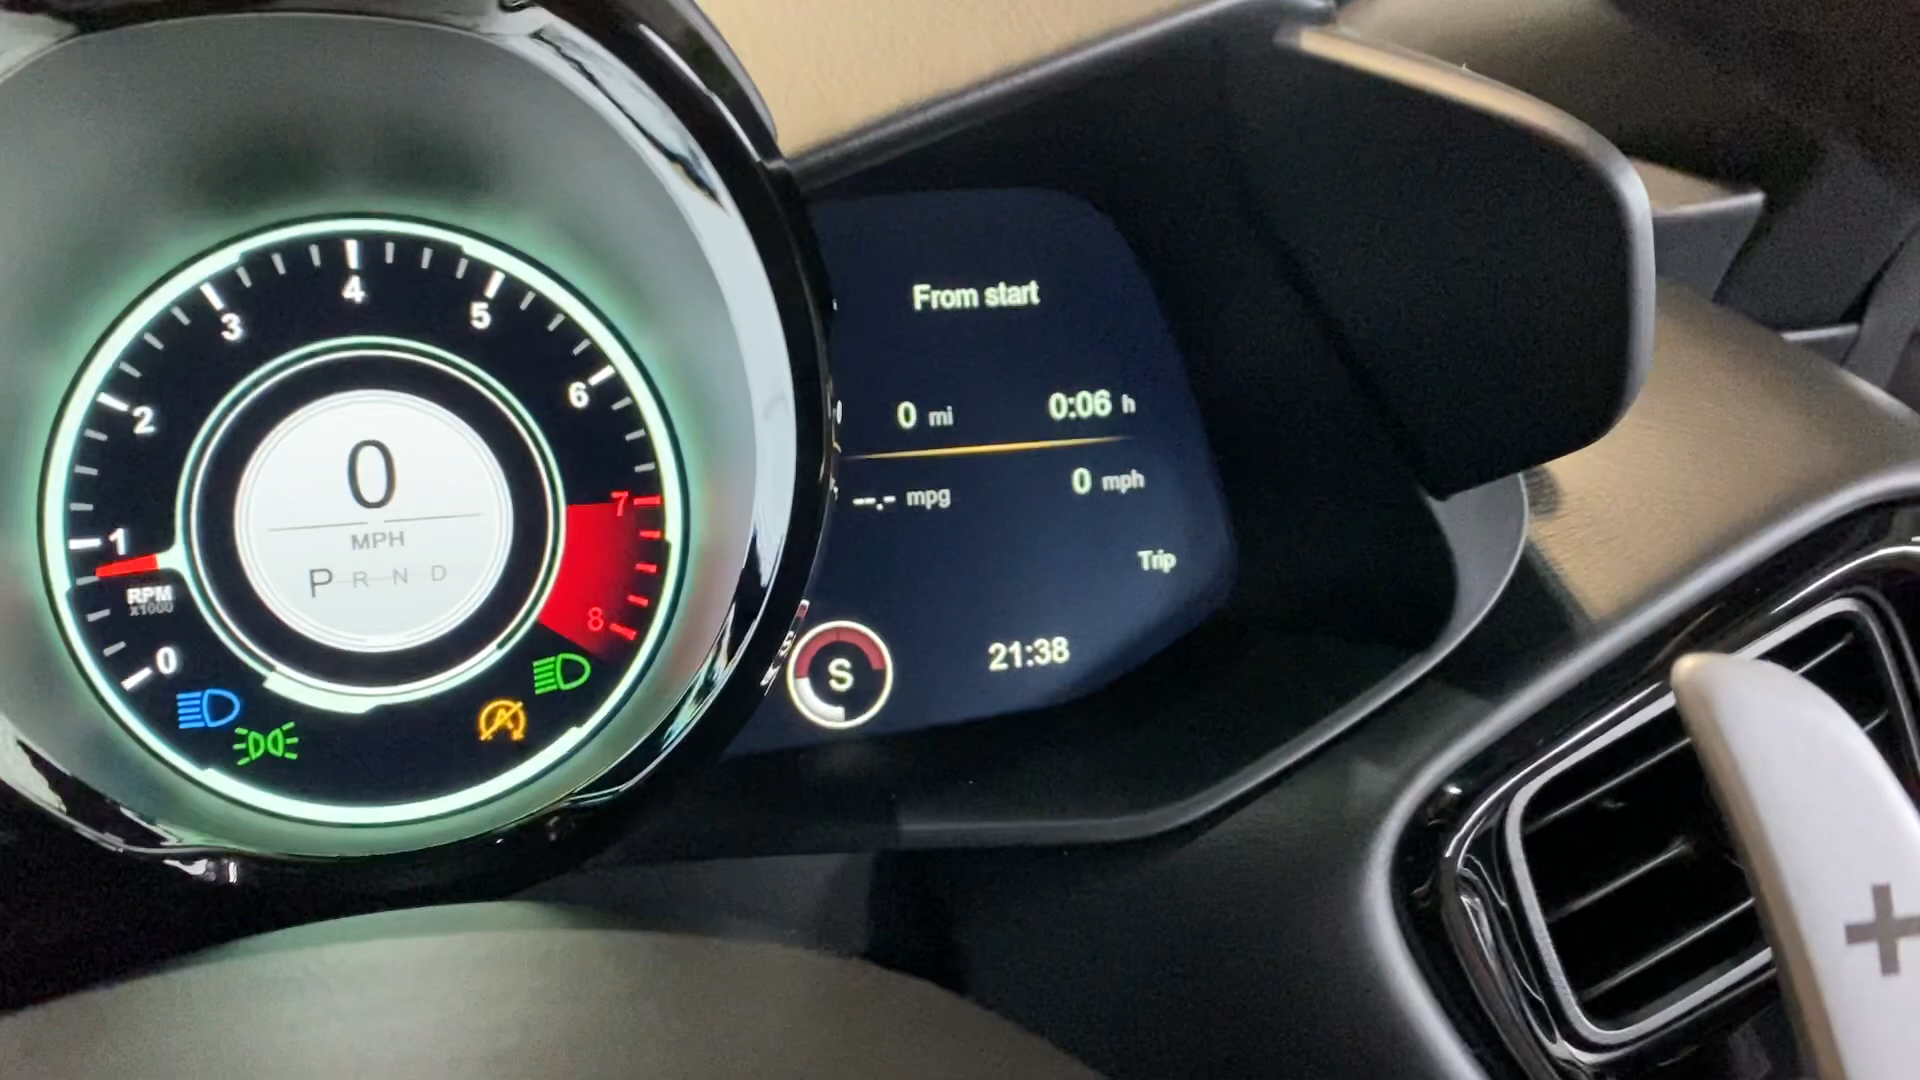 4
3
5
2
6
0
7
1
MPH
P R N D
RPM
x1000
8
0
From start
0 mi 0:06 h
--.- mpg 0 mph
Trip
S
21:38
+